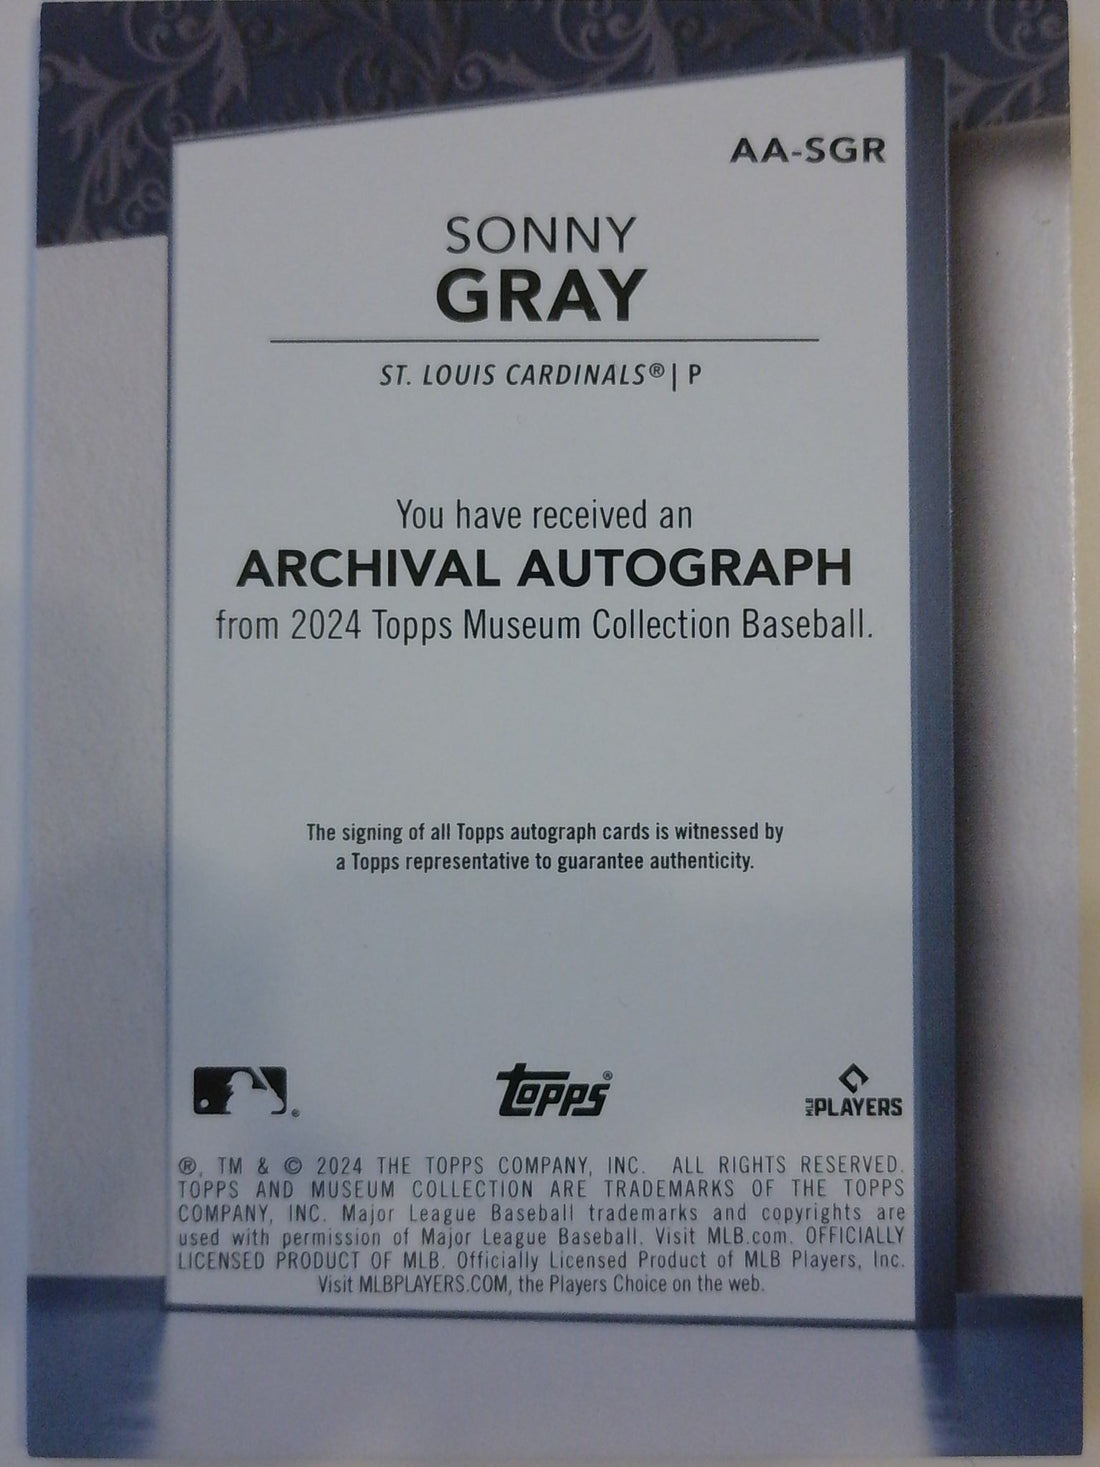 AA-SGR
SONNY
GRAY
ST. LOUIS CARDINALS® | P
You have received an
ARCHIVAL AUTOGRAPH
from 2024 Topps Museum Collection Baseball.
The signing of all Topps autograph cards is witnessed by
a Topps representative to guarantee authenticity.
® topps® MLB PLAYERS
®, TM & © 2024 THE TOPPS COMPANY, INC. ALL RIGHTS RESERVED.
TOPPS AND MUSEUM COLLECTION ARE TRADEMARKS OF THE TOPPS
COMPANY, INC. Major League Baseball trademarks and copyrights are
used with permission of Major League Baseball. Visit MLB.com. OFFICIALLY
LICENSED PRODUCT OF MLB. Officially Licensed Product of MLB Players, Inc.
Visit MLBPLAYERS.COM, the Players Choice on the web.